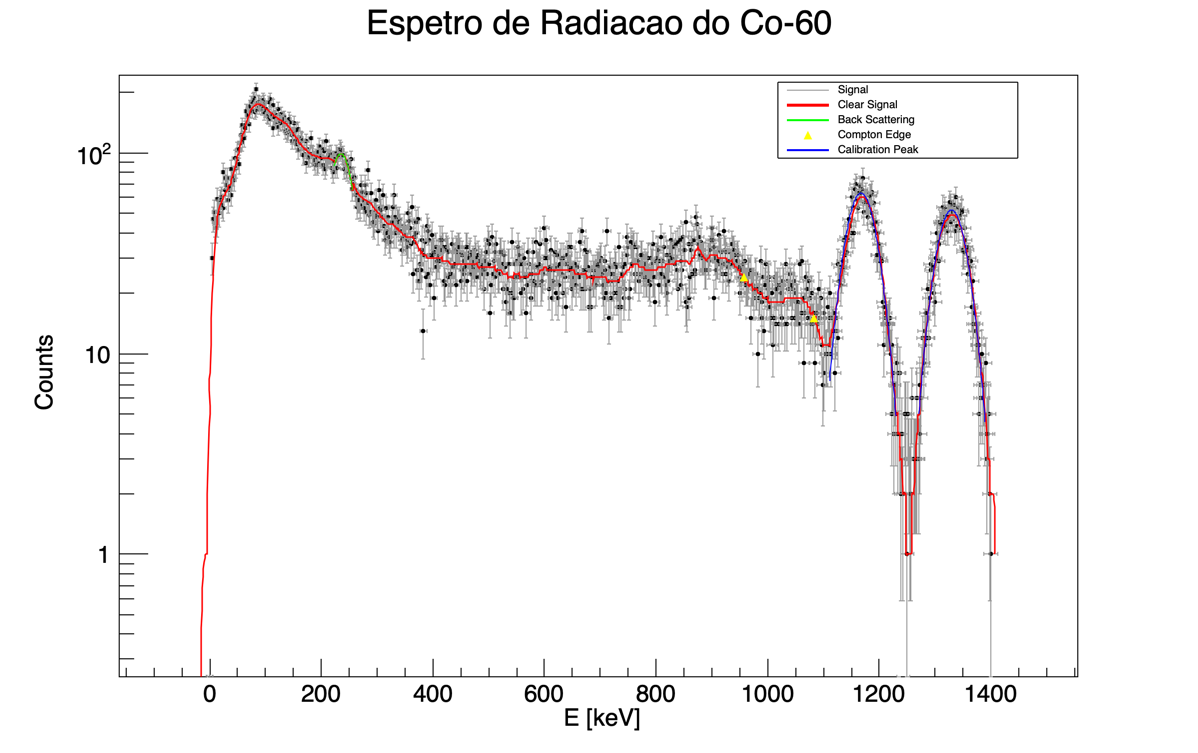 Espetro de Radiacao do Co-60
Signal
Clear Signal
Back Scattering
Compton Edge
Calibration Peak
Counts
10²
10
1
0 200 400 600 800 1000 1200 1400
E [keV]